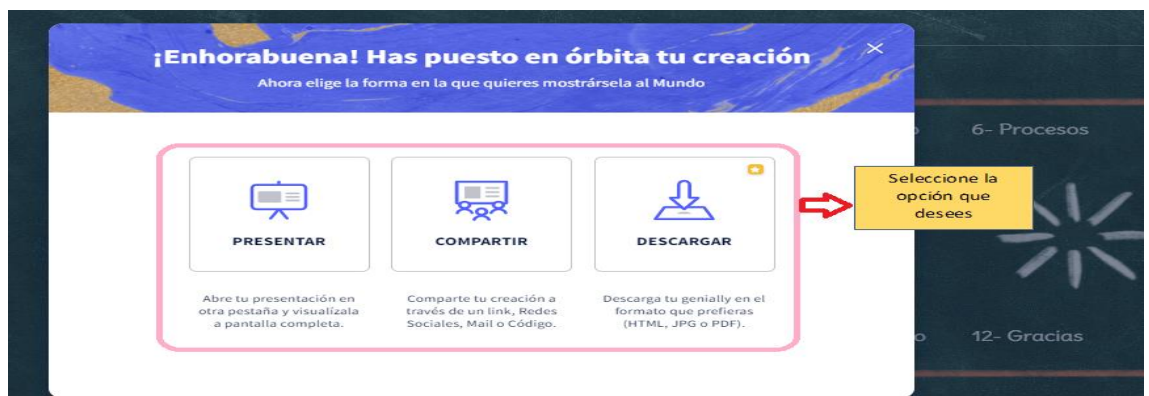 ¡Enhorabuena! Has puesto en órbita tu creación
Ahora elige la forma en la que quieres mostrársela al Mundo
6- Procesos
PRESENTAR
COMPARTIR
DESCARGAR
Seleccione la
opción que
desees
Abre tu presentación en
otra pestaña y visualízala
a pantalla completa.
Comparte tu creación a
través de un link, Redes
Sociales, Mail o Código.
Descarga tu genially en el
formato que prefieras
(HTML, JPG o PDF).
12- Gracias